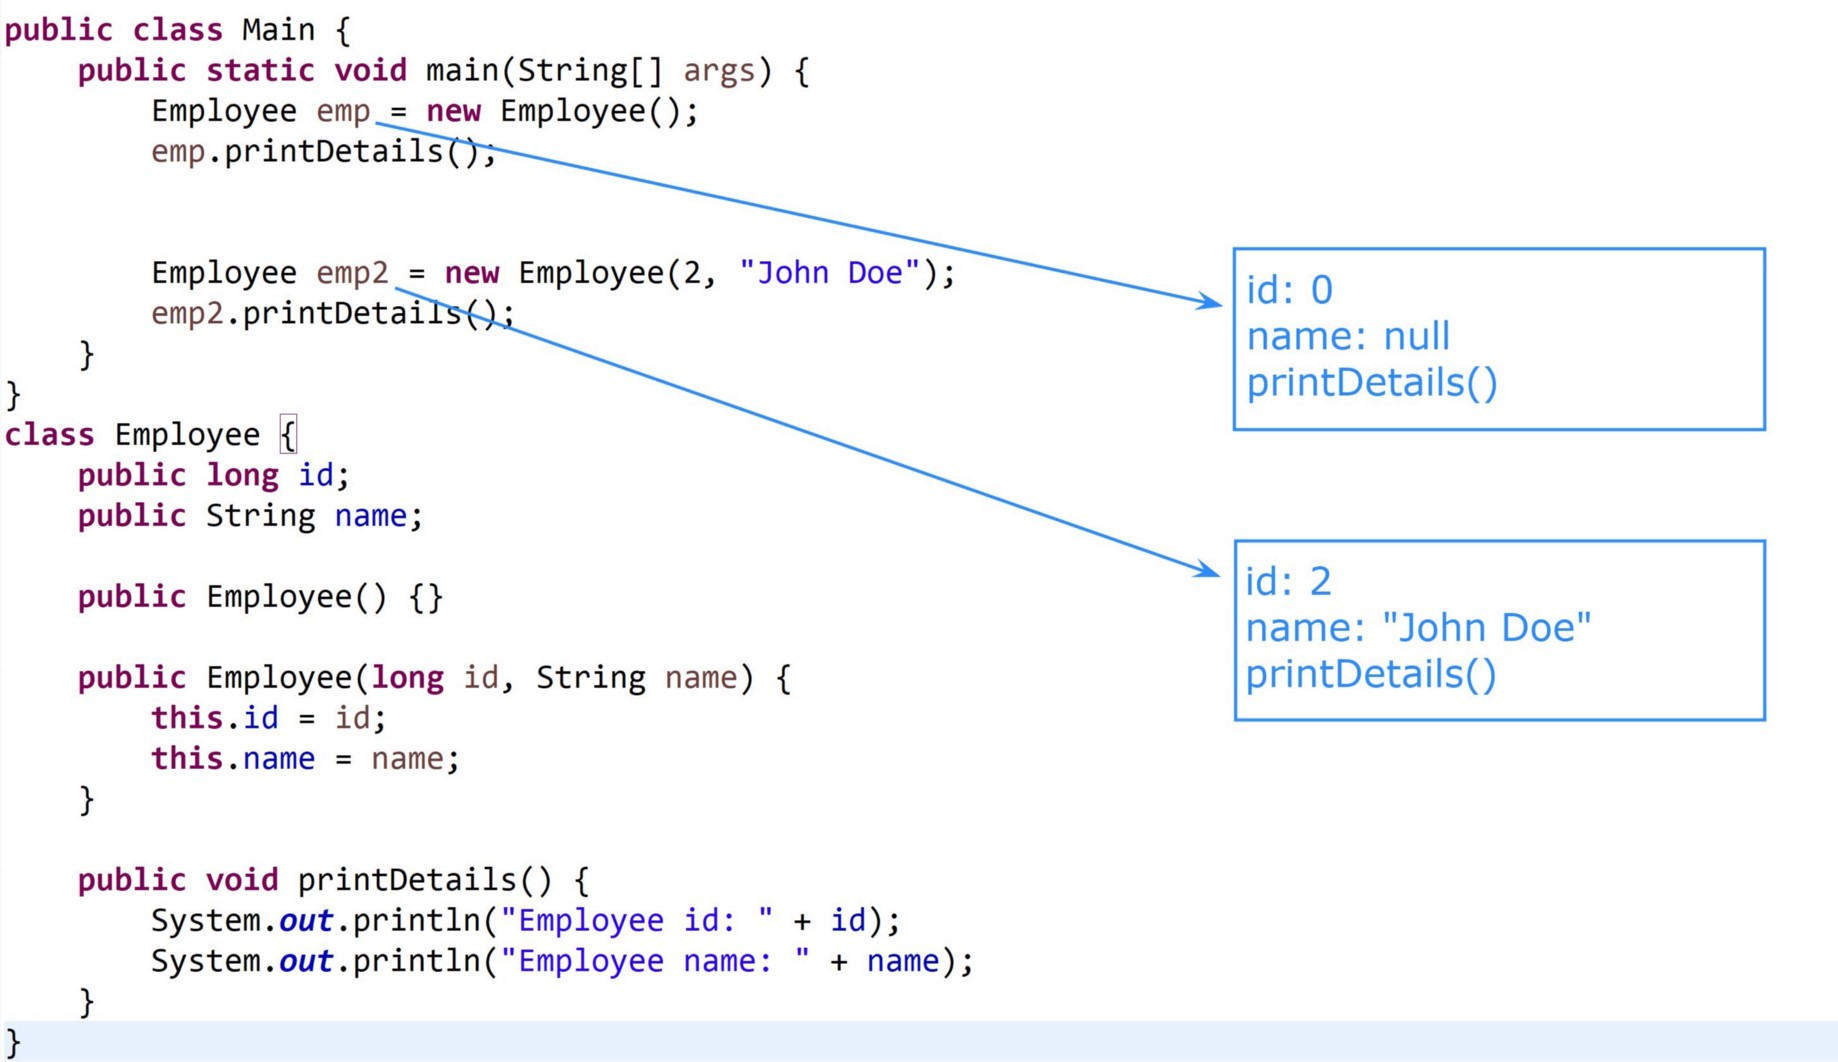 public class Main {
    public static void main(String[] args) {
        Employee emp = new Employee();
        emp.printDetails();
        Employee emp2 = new Employee(2, "John Doe");
        emp2.printDetails();
    }
}
class Employee {
    public long id;
    public String name;
    public Employee() {}
    public Employee(long id, String name) {
        this.id = id;
        this.name = name;
    }
    public void printDetails() {
        System.out.println("Employee id: " + id);
        System.out.println("Employee name: " + name);
    }
}
id: 0
name: null
printDetails()
id: 2
name: "John Doe"
printDetails()